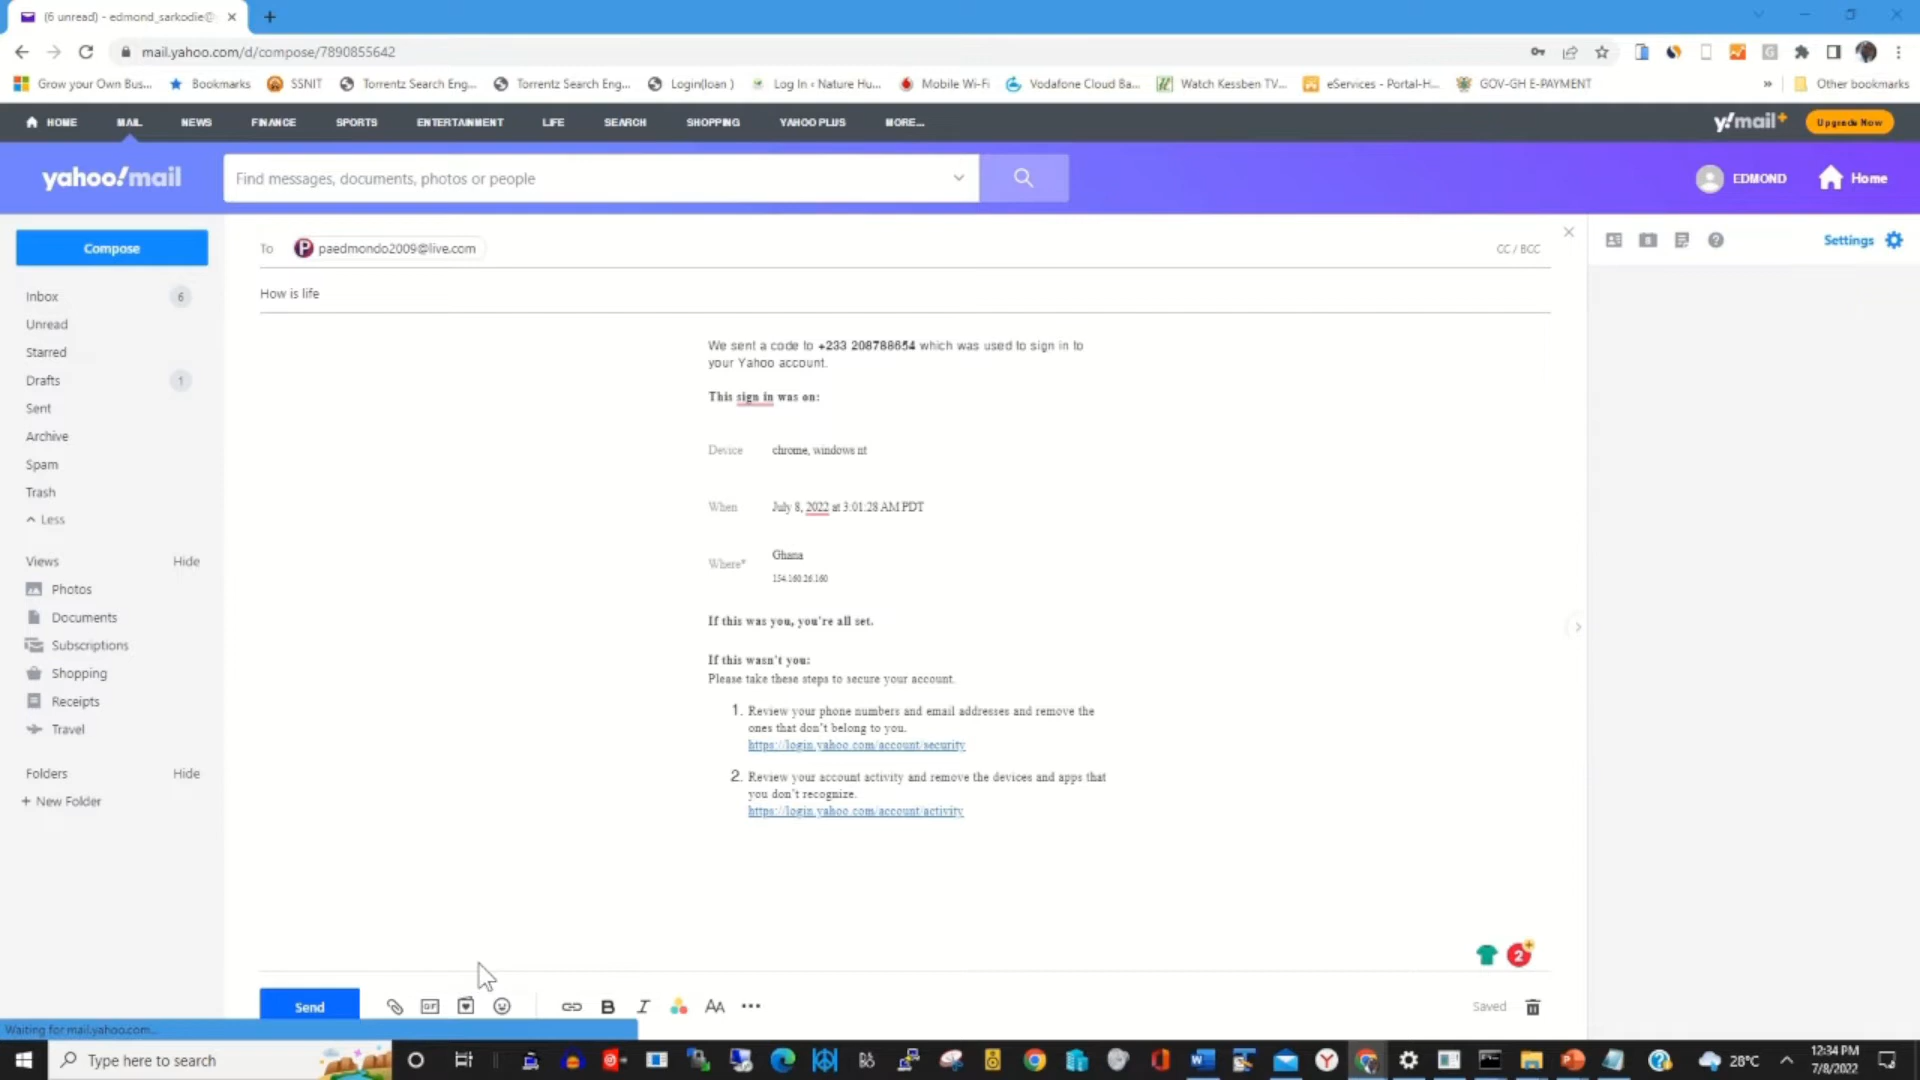 (6 unread) - edmond_sarkodie@
mail.yahoo.com/d/compose/7890855642
Grow your Own Bus... Bookmarks SSNIT Torrentz Search Eng... Torrentz Search Eng... Login(loan ) Log In ‹ Nature Hu... Mobile Wi-Fi Vodafone Cloud Ba... Watch Kessben TV... eServices - Portal-H... GOV-GH E-PAYMENT » Other bookmarks
HOME MAIL NEWS FINANCE SPORTS ENTERTAINMENT LIFE SEARCH SHOPPING YAHOO PLUS MORE... y!mail+ Upgrade Now
yahoo!mail Find messages, documents, photos or people EDMOND Home
Compose
To P paedmondo2009@live.com CC / BCC
Settings
How is life
Inbox 6
Unread
Starred
Drafts 1
Sent
Archive
Spam
Trash
Less
Views Hide
Photos
Documents
Subscriptions
Shopping
Receipts
Travel
Folders Hide
+ New Folder
We sent a code to +233 208788654 which was used to sign in to
your Yahoo account.
This sign in was on:
Device chrome, windows nt
When July 8, 2022 at 3:01:28 AM PDT
Where* Ghana
154.160.26.160
If this was you, you're all set.
If this wasn't you:
Please take these steps to secure your account.
1. Review your phone numbers and email addresses and remove the
ones that don't belong to you.
https://login.yahoo.com/account/security
2. Review your account activity and remove the devices and apps that
you don't recognize.
https://login.yahoo.com/account/activity
2
Send GIF B I AA Saved
Waiting for mail.yahoo.com...
Type here to search 28°C 12:34 PM
7/8/2022